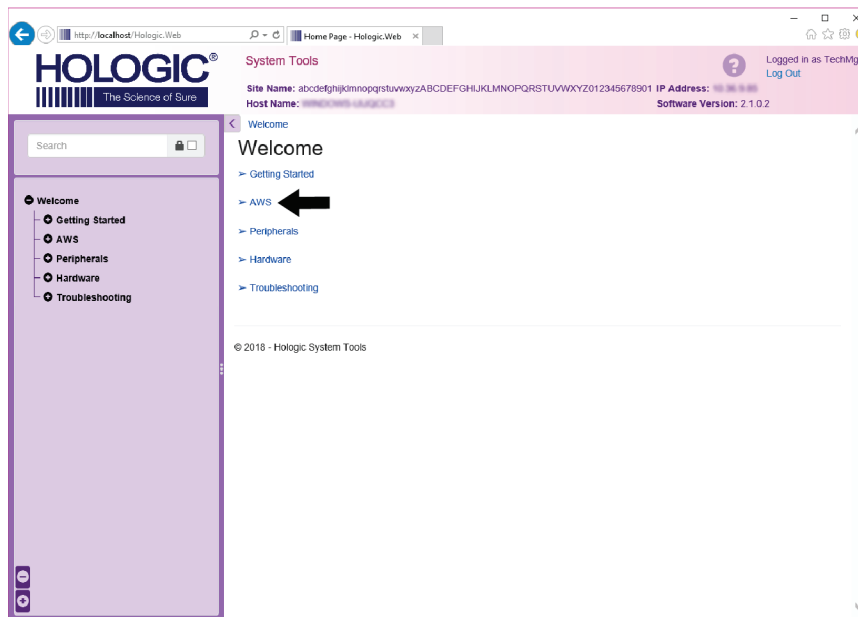 http://localhost/Hologic.Web
Home Page - Hologic.Web
HOLOGIC®
The Science of Sure
System Tools
Logged in as TechMg
Log Out
Site Name: abcdefghijklmnopqrstuvwxyzABCDEFGHIJKLMNOPQRSTUVWXYZ012345678901 IP Address:
Host Name:
Software Version: 2.1.0.2
Search
Welcome
Getting Started
AWS
Peripherals
Hardware
Troubleshooting
Welcome
Welcome
➢ Getting Started
➢ AWS
➢ Peripherals
➢ Hardware
➢ Troubleshooting
© 2018 - Hologic System Tools